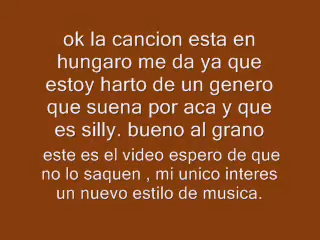 ok la cancion esta en
hungaro me da ya que
estoy harto de un genero
que suena por aca y que
es silly. bueno al grano
este es el video espero de que
no lo saquen , mi unico interes
un nuevo estilo de musica.